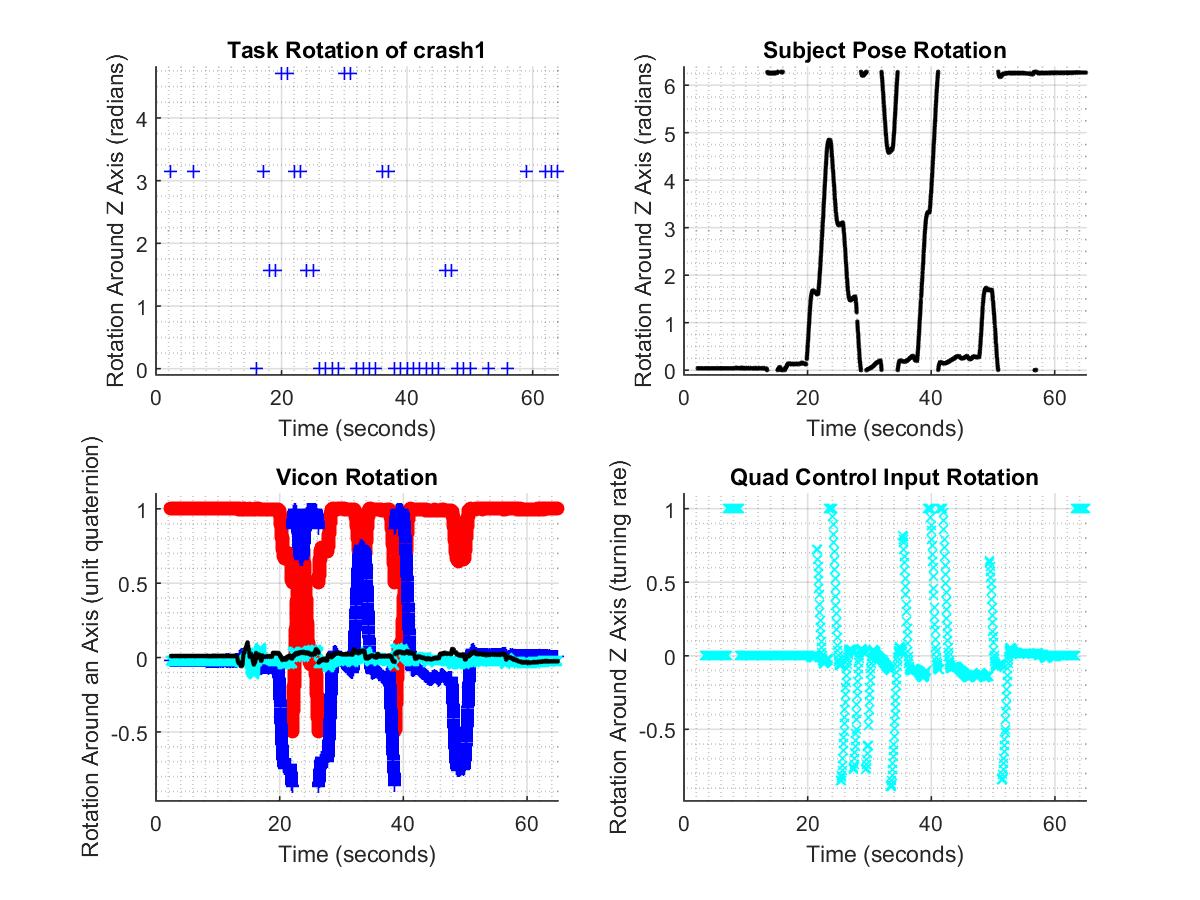 Task Rotation of crash1
Rotation Around Z Axis (radians)
4
3
2
1
0
0 20 40 60
Time (seconds)
Subject Pose Rotation
Rotation Around Z Axis (radians)
6
5
4
3
2
1
0
0 20 40 60
Time (seconds)
Vicon Rotation
Rotation Around an Axis (unit quaternion)
1
0.5
0
-0.5
0 20 40 60
Time (seconds)
Quad Control Input Rotation
Rotation Around Z Axis (turning rate)
1
0.5
0
-0.5
0 20 40 60
Time (seconds)